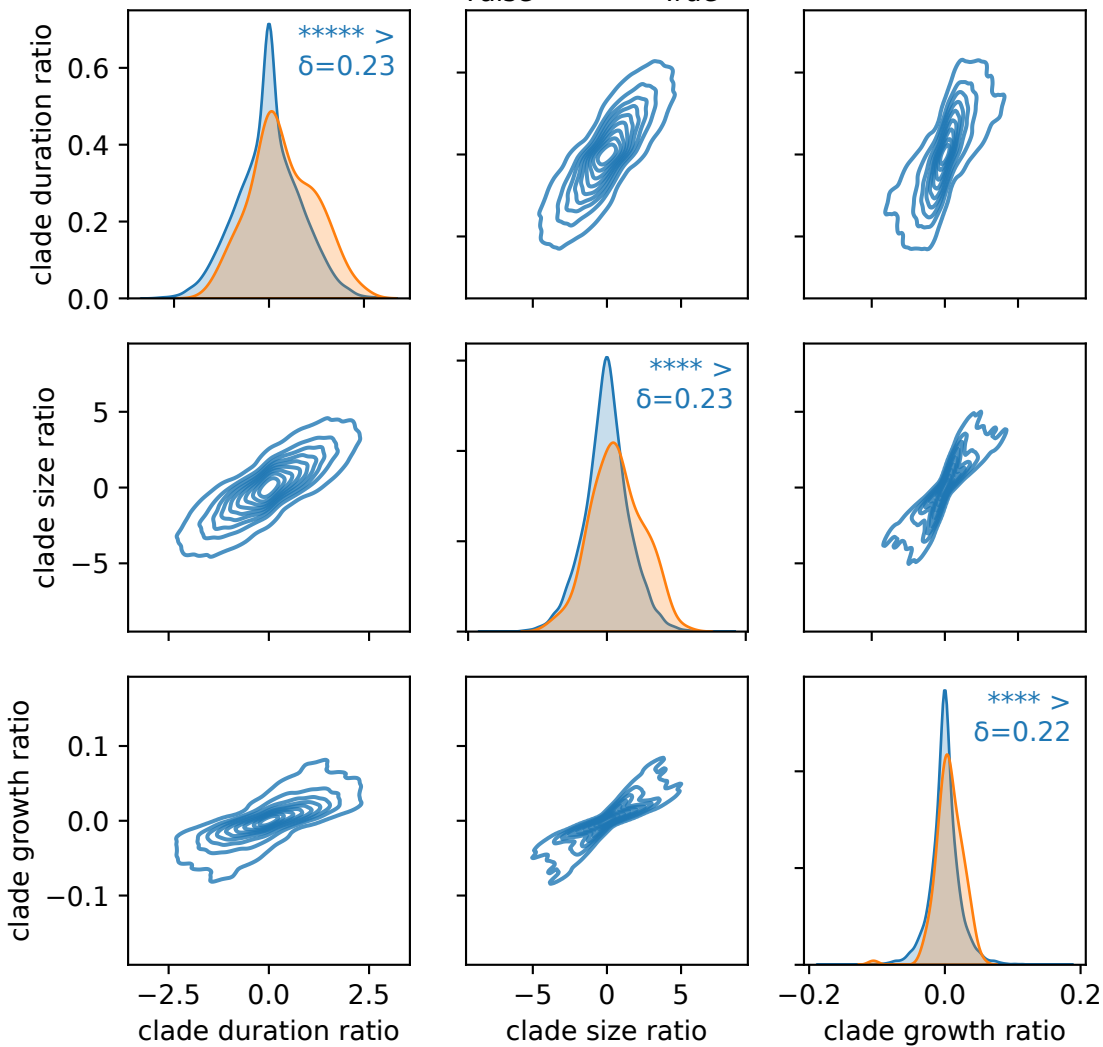 clade duration ratio
0.6
0.4
0.2
0.0
***** >
δ=0.23
clade size ratio
5
0
−5
**** >
δ=0.23
clade growth ratio
0.1
0.0
−0.1
**** >
δ=0.22
−2.5 0.0 2.5
−5 0 5
−0.2 0.0 0.2
clade duration ratio
clade size ratio
clade growth ratio